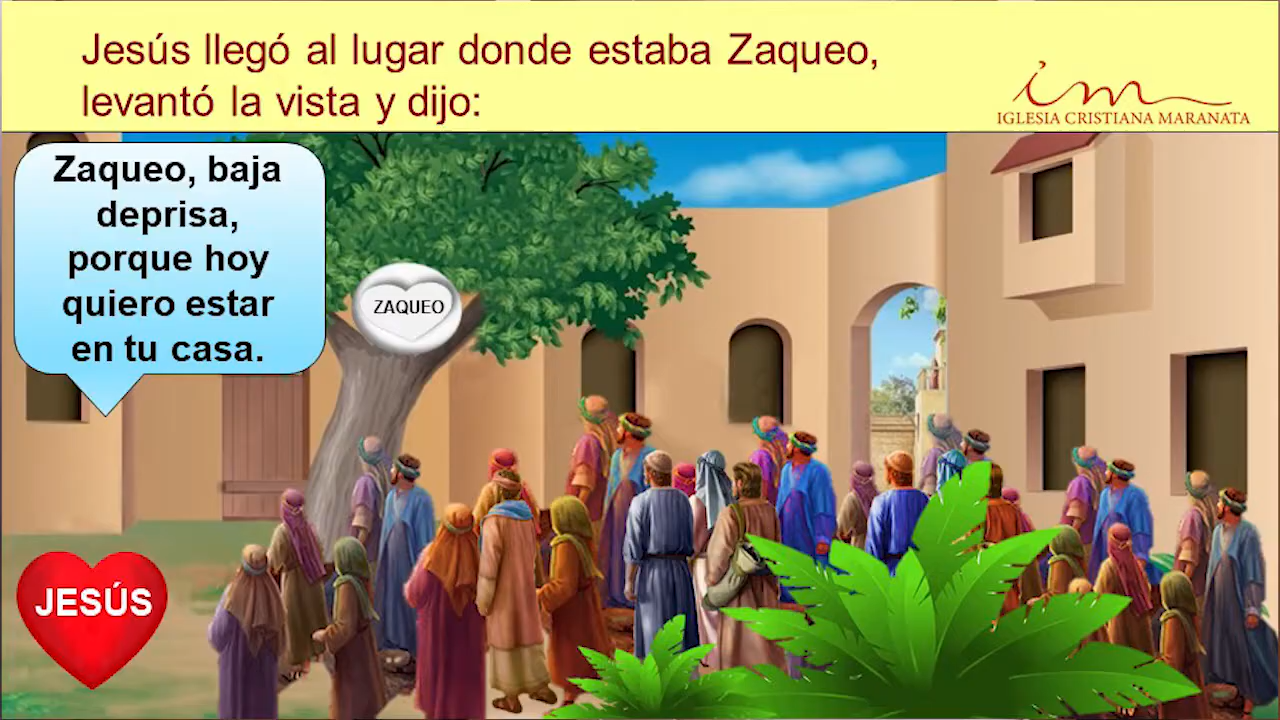 Jesús llegó al lugar donde estaba Zaqueo,
levantó la vista y dijo:
im
IGLESIA CRISTIANA MARANATA
Zaqueo, baja
deprisa,
porque hoy
quiero estar
en tu casa.
ZAQUEO
JESÚS